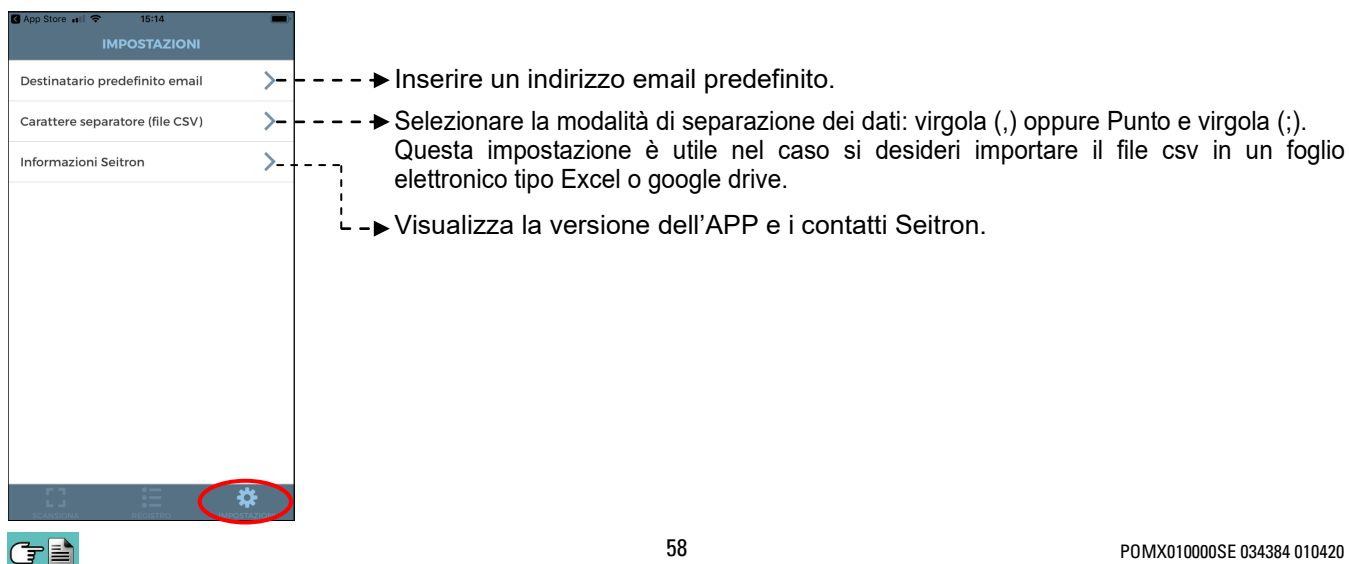 App Store 15:14
IMPOSTAZIONI
Destinatario predefinito email
Inserire un indirizzo email predefinito.
Carattere separatore (file CSV)
Selezionare la modalità di separazione dei dati: virgola (,) oppure Punto e virgola (;).
Questa impostazione è utile nel caso si desideri importare il file csv in un foglio
elettronico tipo Excel o google drive.
Informazioni Seitron
Visualizza la versione dell’APP e i contatti Seitron.
SCANSIONA REGISTRO IMPOSTAZIONI
58
P0MX010000SE 034384 010420